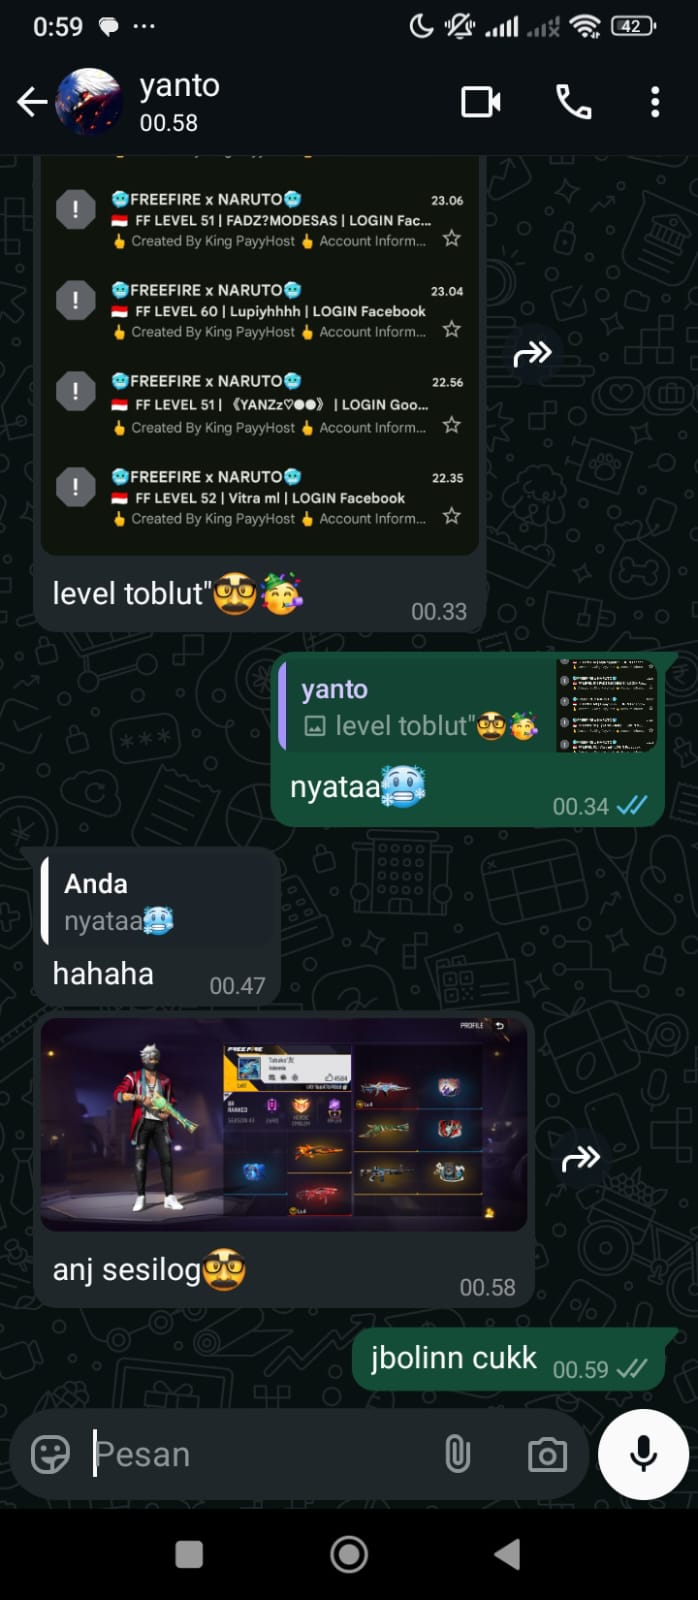 0:59
42
yanto
00.58
🥶FREEFIRE x NARUTO🥶 23.06
🇮🇩 FF LEVEL 51 | FADZ?MODESAS | LOGIN Fac...
👆 Created By King PayyHost 👆 Account Inform...
🥶FREEFIRE x NARUTO🥶 23.04
🇮🇩 FF LEVEL 60 | Lupiyhhhh | LOGIN Facebook
👆 Created By King PayyHost 👆 Account Inform...
🥶FREEFIRE x NARUTO🥶 22.56
🇮🇩 FF LEVEL 51 | 《YANZz♡●●》 | LOGIN Goo...
👆 Created By King PayyHost 👆 Account Inform...
🥶FREEFIRE x NARUTO🥶 22.35
🇮🇩 FF LEVEL 52 | Vitra ml | LOGIN Facebook
👆 Created By King PayyHost 👆 Account Inform...
level toblut"🥸🥳
00.33
yanto
level toblut"🥸🥳
nyataa🥶
00.34
Anda
nyataa🥶
hahaha 00.47
PROFILE
FREE FIRE
Indonesia
BR
RANKED
anj sesilog🥸
00.58
jbolinn cukk 00.59
Pesan